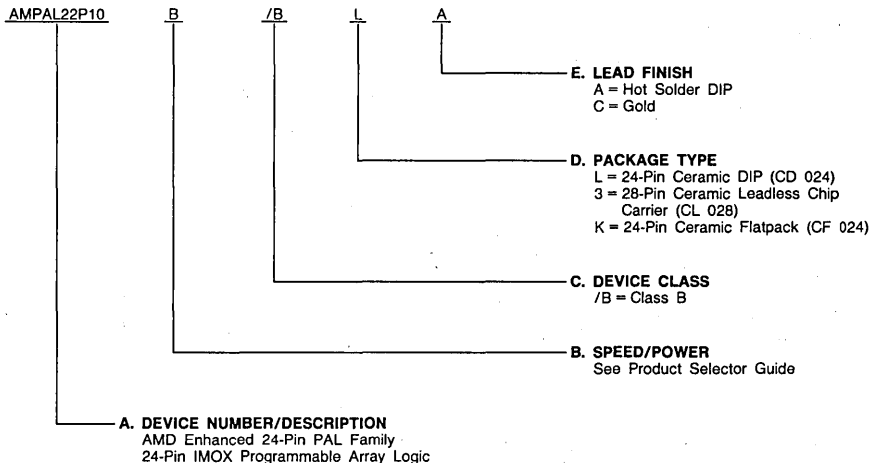 AMPAL22P10 B /B L A
E. LEAD FINISH
A = Hot Solder DIP
C = Gold
D. PACKAGE TYPE
L = 24-Pin Ceramic DIP (CD 024)
3 = 28-Pin Ceramic Leadless Chip
Carrier (CL 028)
K = 24-Pin Ceramic Flatpack (CF 024)
C. DEVICE CLASS
/B = Class B
B. SPEED/POWER
See Product Selector Guide
A. DEVICE NUMBER/DESCRIPTION
AMD Enhanced 24-Pin PAL Family
24-Pin IMOX Programmable Array Logic